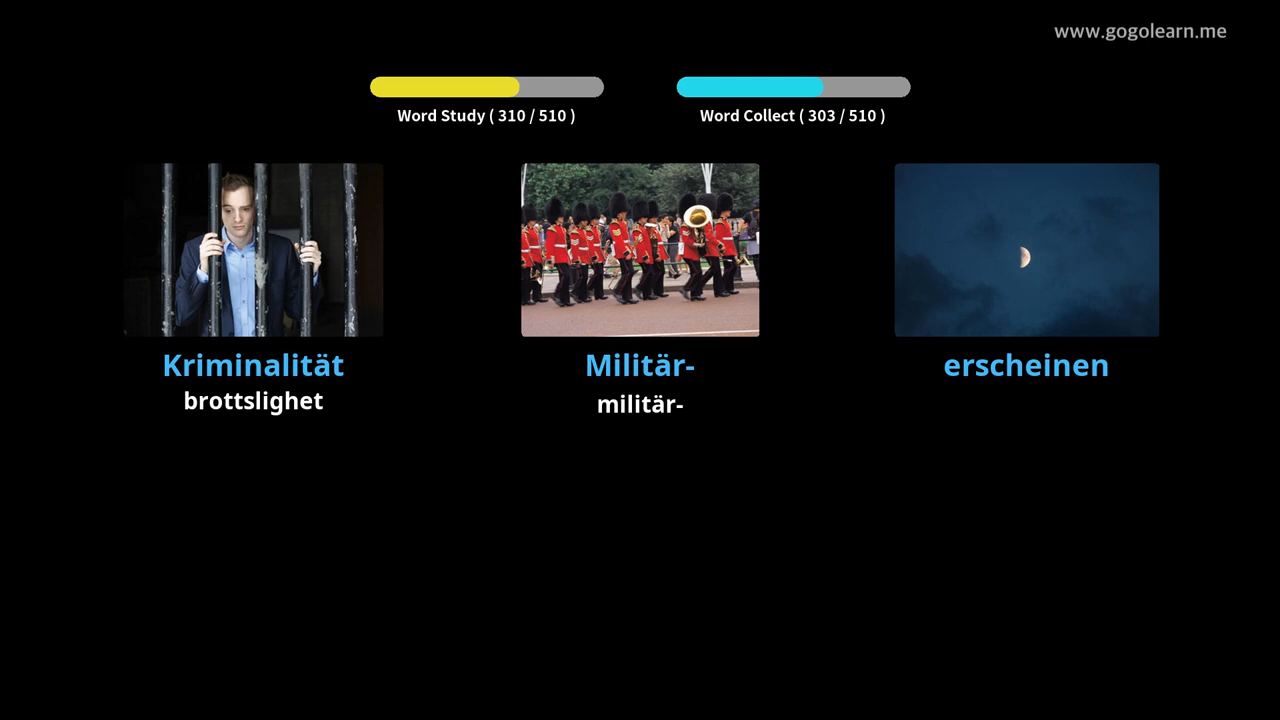 www.gogolearn.me
Word Study ( 310 / 510 )
Word Collect ( 303 / 510 )
Kriminalität
brottslighet
Militär-
militär-
erscheinen